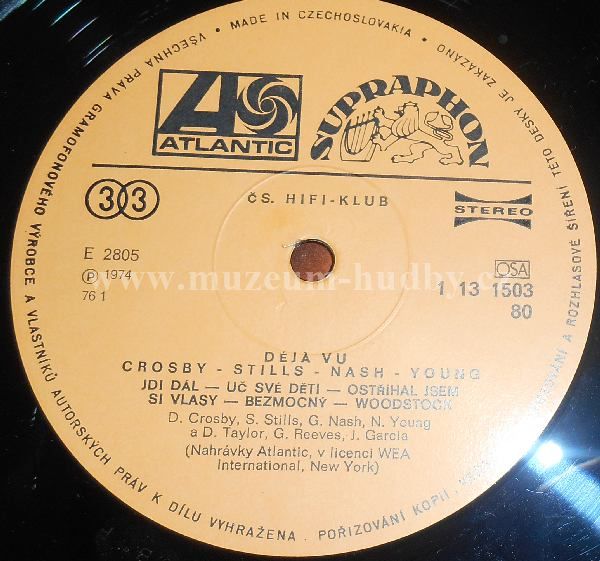 VŠECHNA PRÁVA GRAMOFONOVÉHO VÝROBCE A VLASTNÍKŮ AUTORSKÝCH PRÁV K DÍLU VYHRAŽENA . POŘIZOVÁNÍ KOPIÍ, A ROZHLASOVÉ ŠÍŘENÍ TÉTO DESKY JE ZAKÁZÁNO
• MADE IN CZECHOSLOVAKIA •
ATLANTIC
SUPRAPHON
33
ČS. HIFI-KLUB
STEREO
E 2805
Ⓟ 1974
76 1
www.muzeum-hudby.c
OSA
1 13 1503
80
DÉJA VU
CROSBY - STILLS - NASH - YOUNG
JDI DÁL — UČ SVÉ DĚTI — OSTŘÍHAL JSEM
SI VLASY — BEZMOCNÝ — WOODSTOCK
D. Crosby, S. Stills, G. Nash, N. Young
a D. Taylor, G. Reeves, J. Garcia
(Nahrávky Atlantic, v licenci WEA
International, New York)